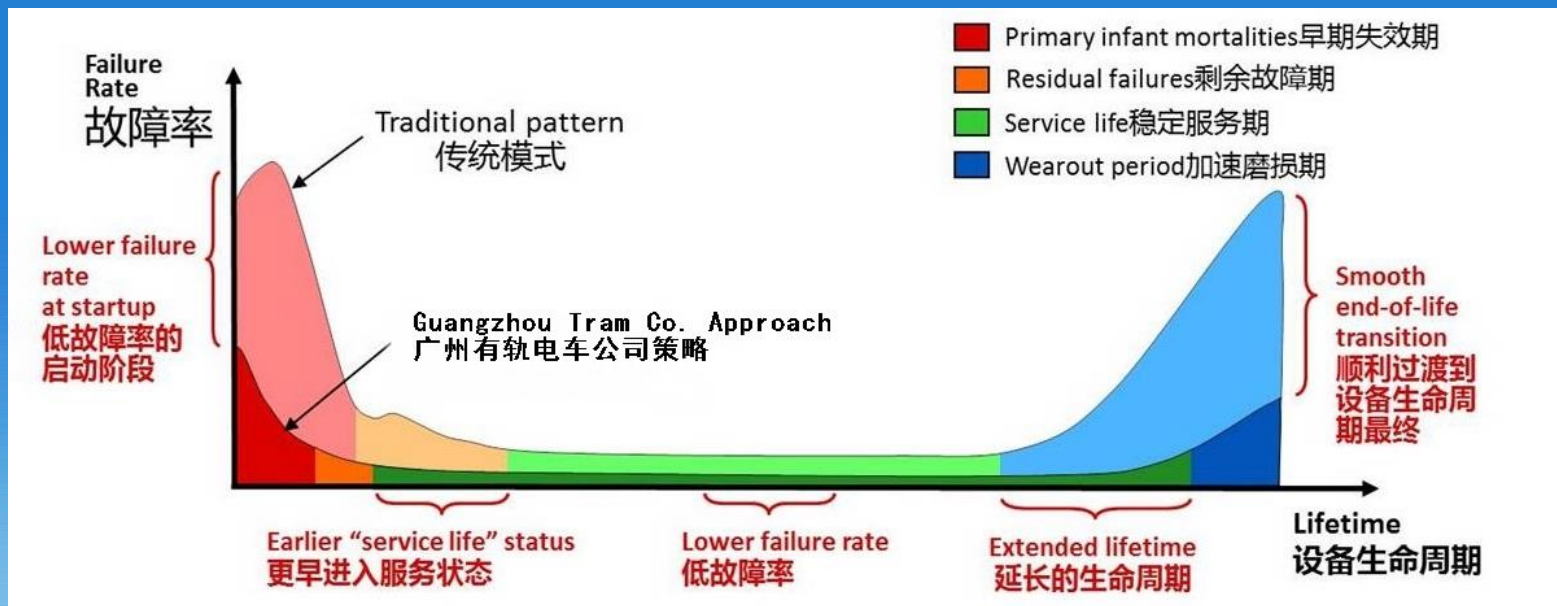 Failure
Rate
故障率
Traditional pattern
传统模式
Primary infant mortalities早期失效期
Residual failures剩余故障期
Service life稳定服务期
Wearout period加速磨损期
Lower failure
rate
at startup
低故障率的
启动阶段
Guangzhou Tram Co. Approach
广州有轨电车公司策略
Smooth
end-of-life
transition
顺利过渡到
设备生命周
期最终
Earlier “service life” status
更早进入服务状态
Lower failure rate
低故障率
Extended lifetime
延长的生命周期
Lifetime
设备生命周期